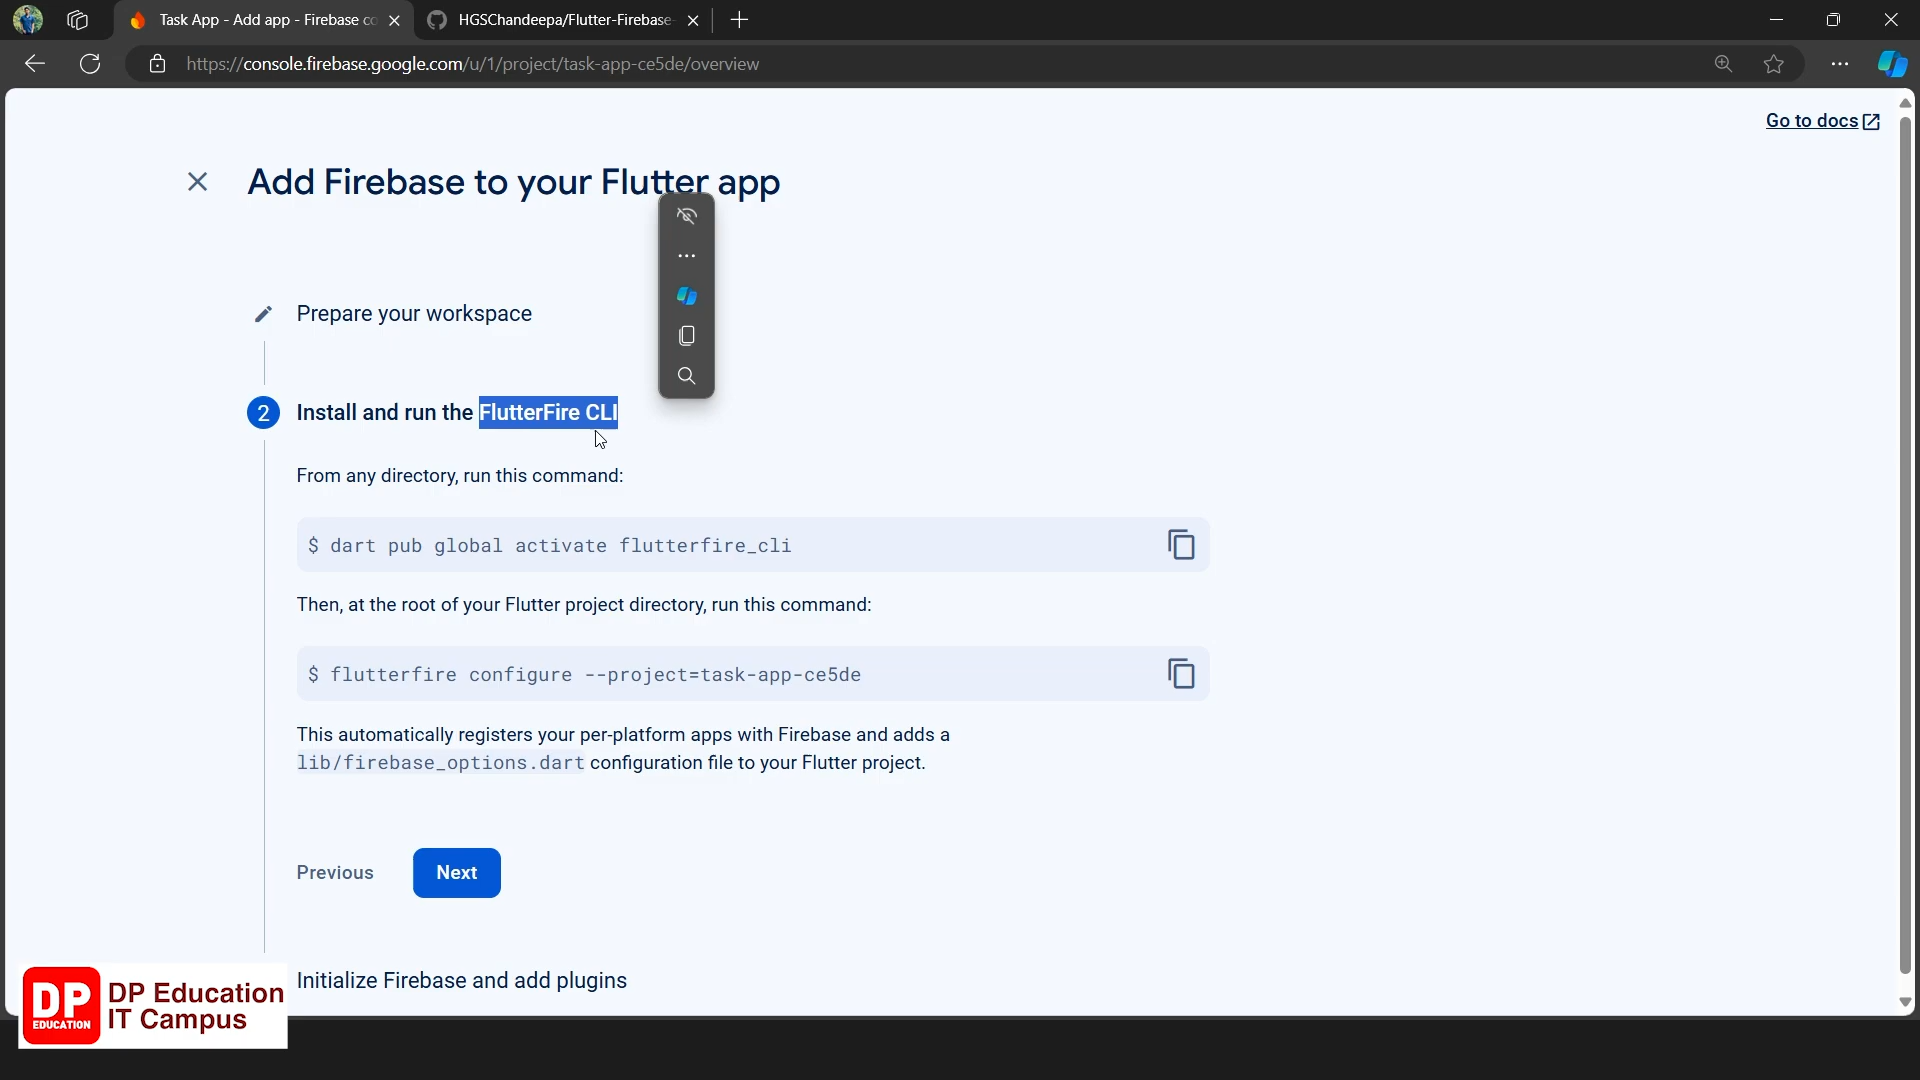 Task App - Add app - Firebase co
HGSChandeepa/Flutter-Firebase-
https://console.firebase.google.com/u/1/project/task-app-ce5de/overview
Go to docs
Add Firebase to your Flutter app
Prepare your workspace
2 Install and run the FlutterFire CLI
From any directory, run this command:
$ dart pub global activate flutterfire_cli
Then, at the root of your Flutter project directory, run this command:
$ flutterfire configure --project=task-app-ce5de
This automatically registers your per-platform apps with Firebase and adds a
lib/firebase_options.dart configuration file to your Flutter project.
Previous
Next
Initialize Firebase and add plugins
DP
EDUCATION
DP Education
IT Campus